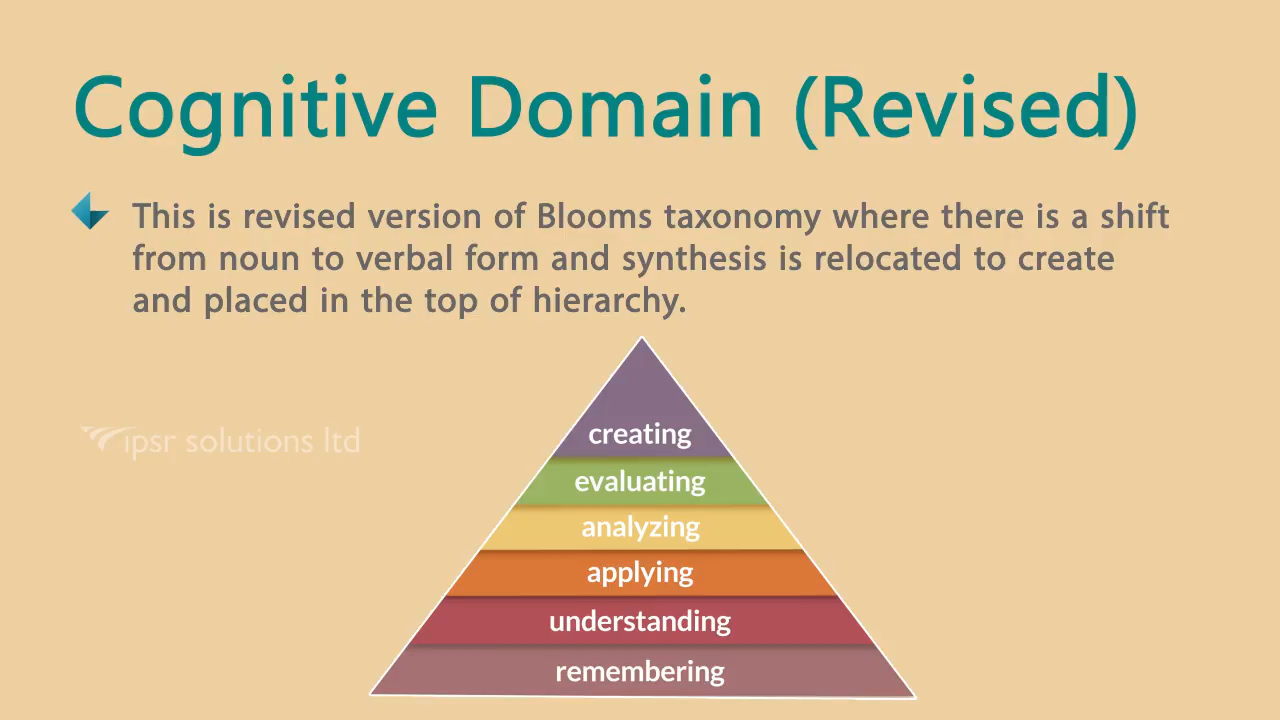 Cognitive Domain (Revised)
This is revised version of Blooms taxonomy where there is a shift
from noun to verbal form and synthesis is relocated to create
and placed in the top of hierarchy.
ipsr solutions ltd
creating
evaluating
analyzing
applying
understanding
remembering